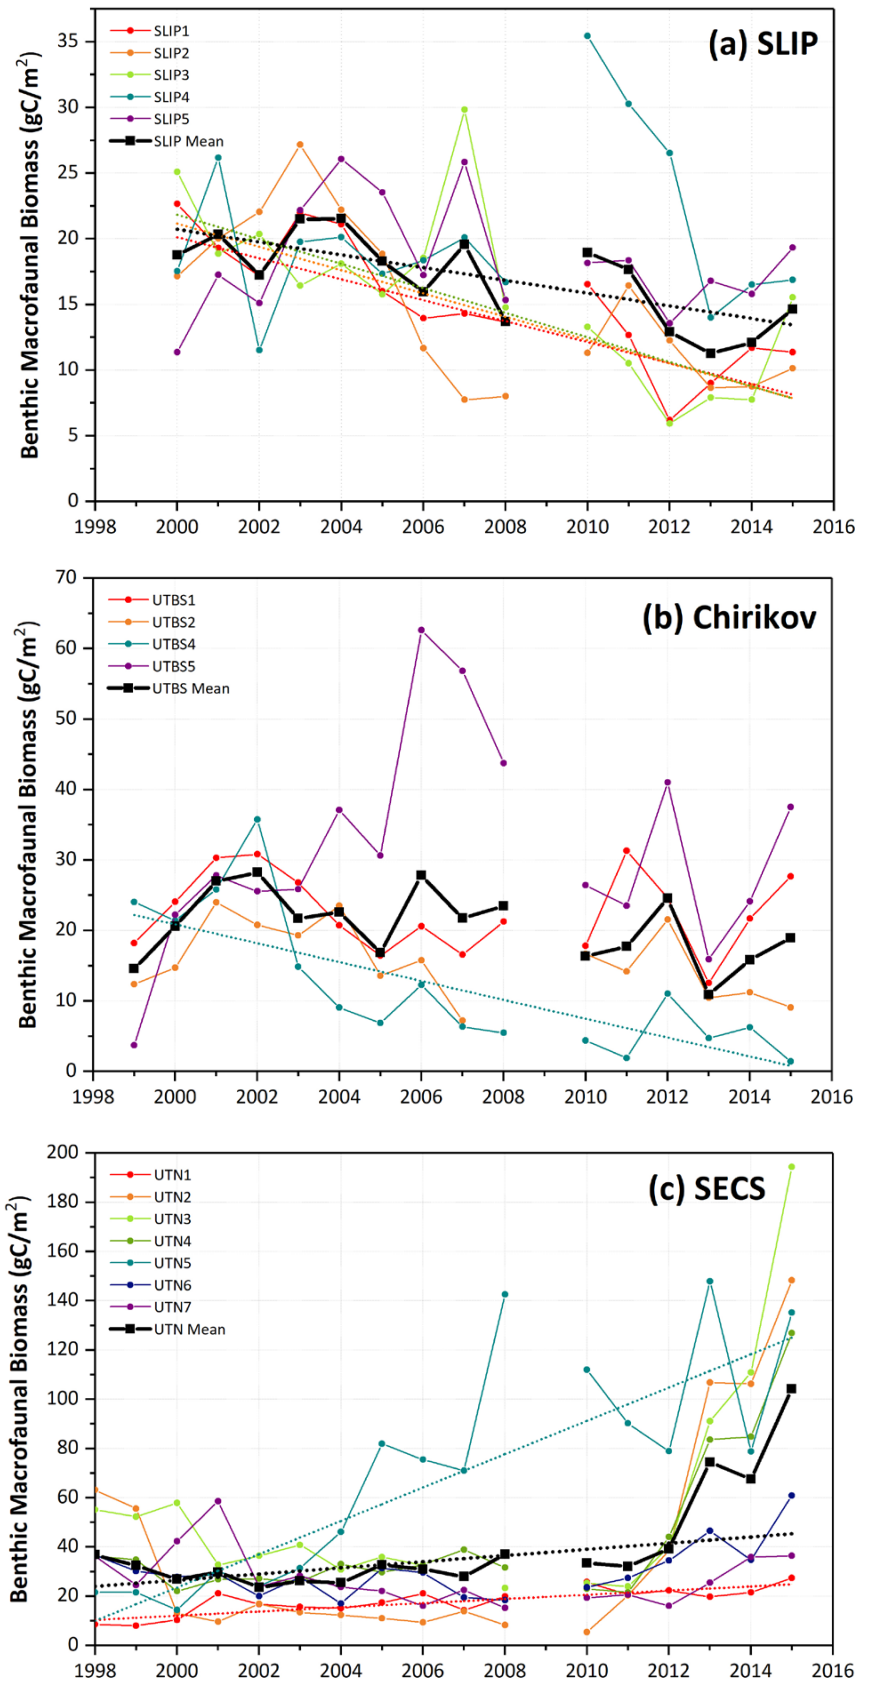 (a) SLIP
SLIP1
SLIP2
SLIP3
SLIP4
SLIP5
SLIP Mean
Benthic Macrofaunal Biomass (gC/m²)
35
30
25
20
15
10
5
0
1998 2000 2002 2004 2006 2008 2010 2012 2014 2016
(b) Chirikov
UTBS1
UTBS2
UTBS4
UTBS5
UTBS Mean
Benthic Macrofaunal Biomass (gC/m²)
70
60
50
40
30
20
10
0
1998 2000 2002 2004 2006 2008 2010 2012 2014 2016
(c) SECS
UTN1
UTN2
UTN3
UTN4
UTN5
UTN6
UTN7
UTN Mean
Benthic Macrofaunal Biomass (gC/m²)
200
180
160
140
120
100
80
60
40
20
0
1998 2000 2002 2004 2006 2008 2010 2012 2014 2016